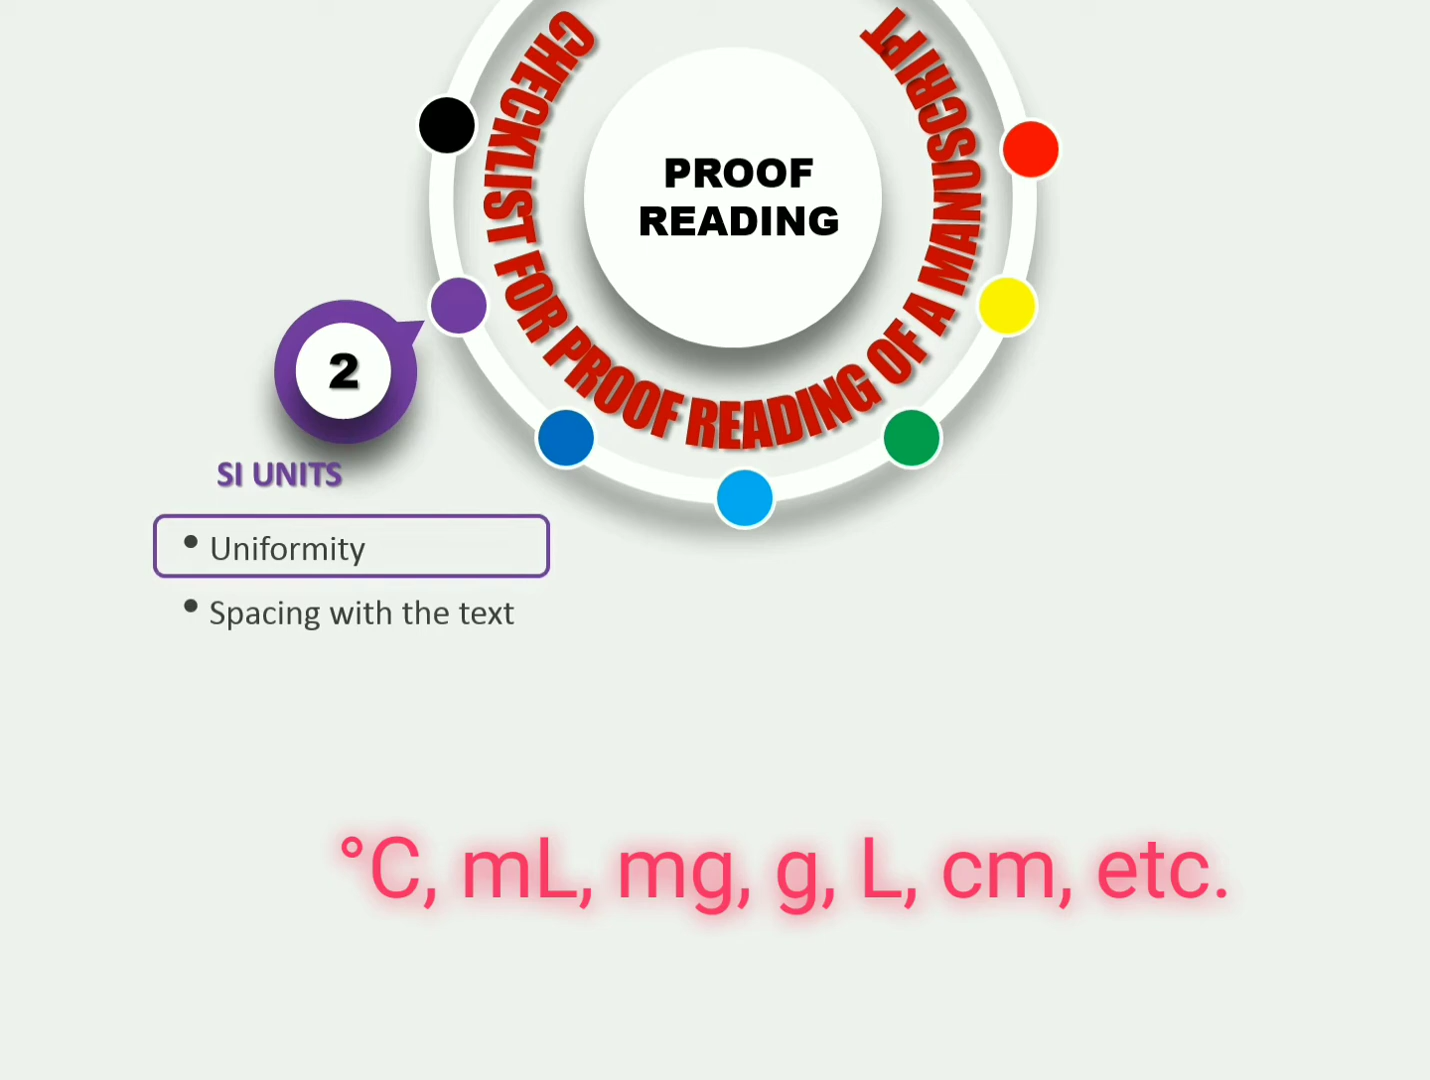 CHECKLIST FOR PROOF READING OF A MANUSCRIPT
PROOF
READING
2
SI UNITS
• Uniformity
• Spacing with the text
°C, mL, mg, g, L, cm, etc.